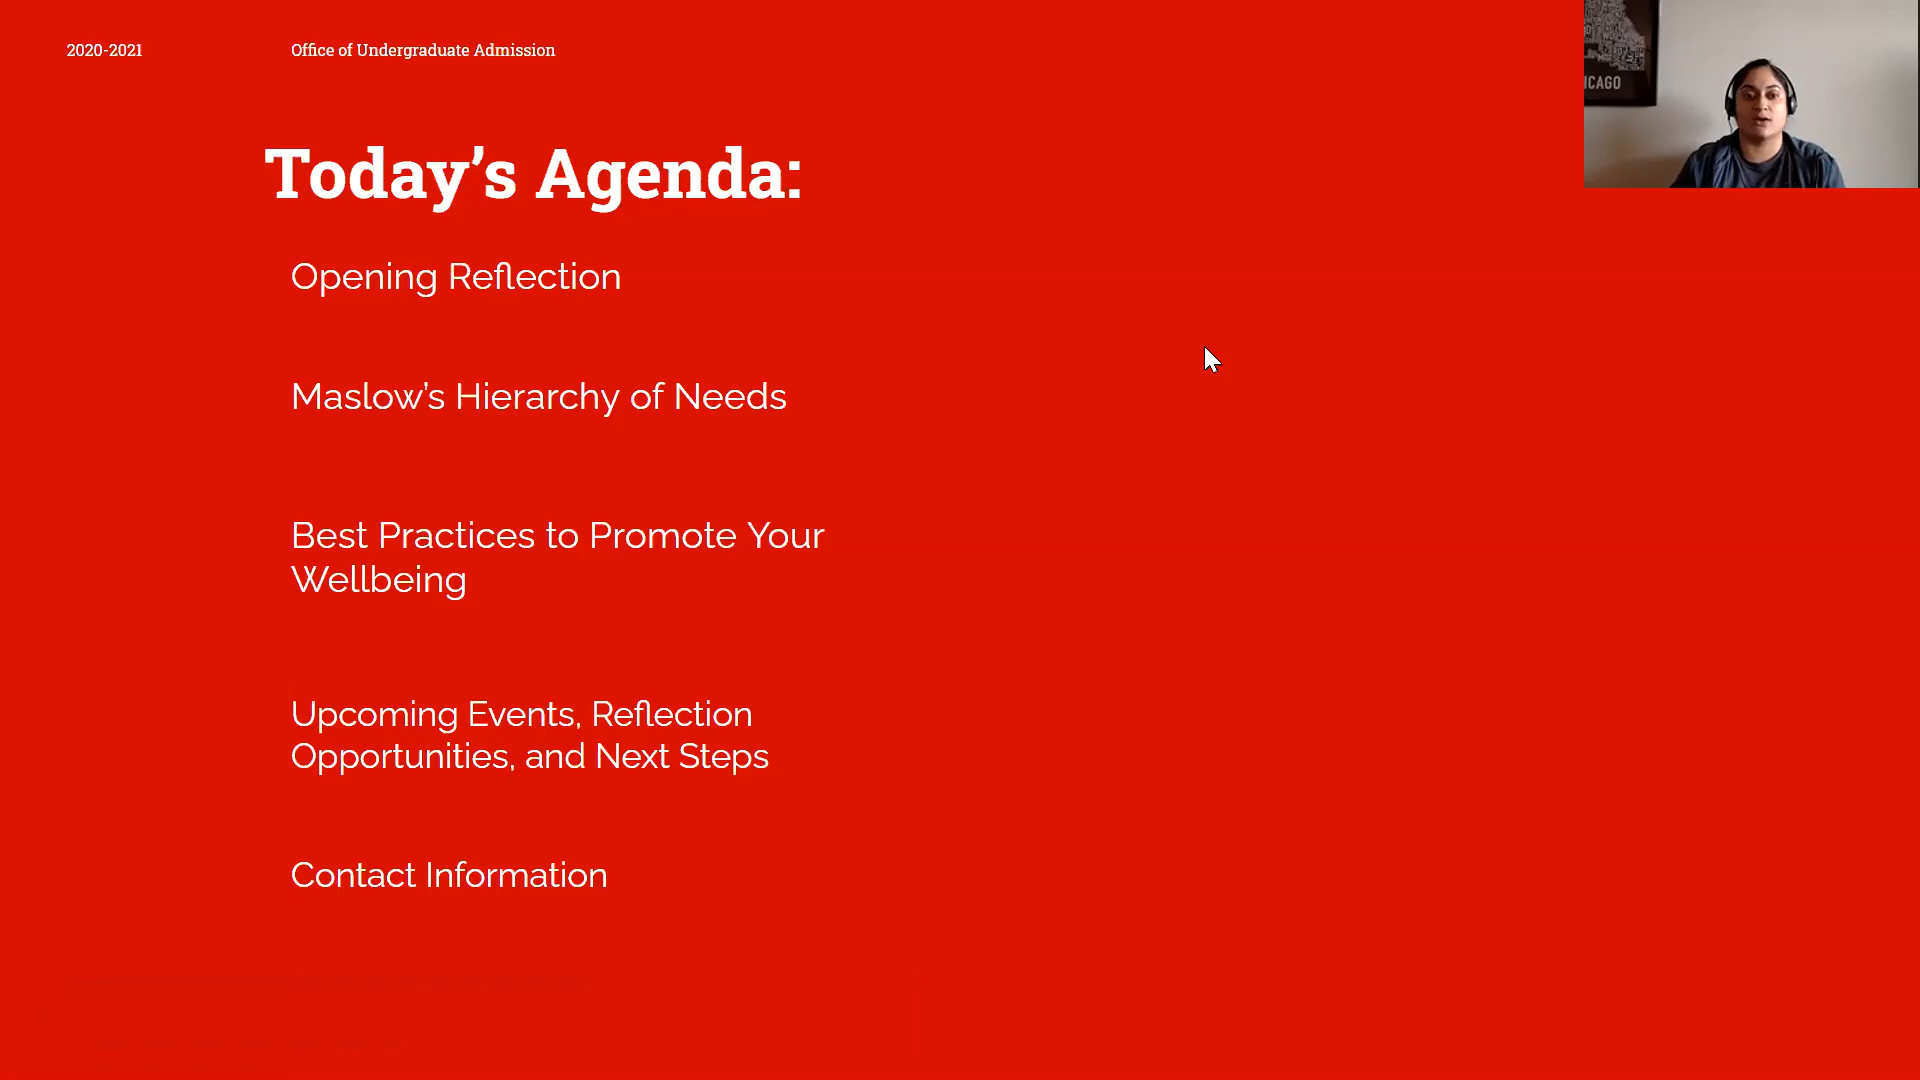 2020-2021
Office of Undergraduate Admission
Today’s Agenda:
Opening Reflection
Maslow’s Hierarchy of Needs
Best Practices to Promote Your
Wellbeing
Upcoming Events, Reflection
Opportunities, and Next Steps
Contact Information
ICAGO